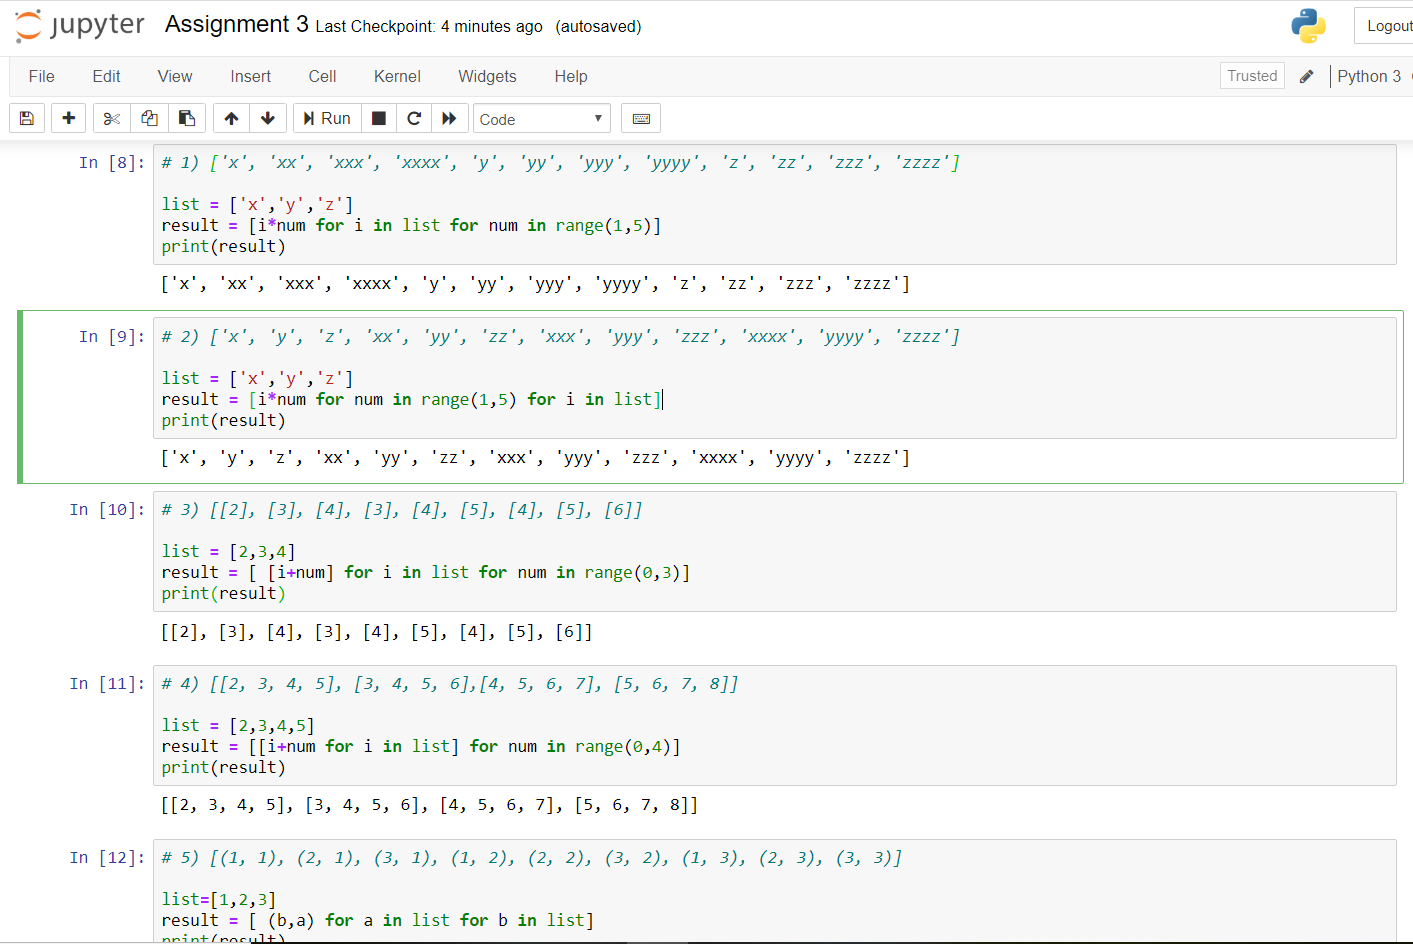 jupyter Assignment 3 Last Checkpoint: 4 minutes ago (autosaved) Logout
File Edit View Insert Cell Kernel Widgets Help Trusted Python 3
Run Code
In [8]: # 1) ['x', 'xx', 'xxx', 'xxxx', 'y', 'yy', 'yyy', 'yyyy', 'z', 'zz', 'zzz', 'zzzz']
list = ['x','y','z']
result = [i*num for i in list for num in range(1,5)]
print(result)
['x', 'xx', 'xxx', 'xxxx', 'y', 'yy', 'yyy', 'yyyy', 'z', 'zz', 'zzz', 'zzzz']
In [9]: # 2) ['x', 'y', 'z', 'xx', 'yy', 'zz', 'xxx', 'yyy', 'zzz', 'xxxx', 'yyyy', 'zzzz']
list = ['x','y','z']
result = [i*num for num in range(1,5) for i in list]
print(result)
['x', 'y', 'z', 'xx', 'yy', 'zz', 'xxx', 'yyy', 'zzz', 'xxxx', 'yyyy', 'zzzz']
In [10]: # 3) [[2], [3], [4], [3], [4], [5], [4], [5], [6]]
list = [2,3,4]
result = [ [i+num] for i in list for num in range(0,3)]
print(result)
[[2], [3], [4], [3], [4], [5], [4], [5], [6]]
In [11]: # 4) [[2, 3, 4, 5], [3, 4, 5, 6],[4, 5, 6, 7], [5, 6, 7, 8]]
list = [2,3,4,5]
result = [[i+num for i in list] for num in range(0,4)]
print(result)
[[2, 3, 4, 5], [3, 4, 5, 6], [4, 5, 6, 7], [5, 6, 7, 8]]
In [12]: # 5) [(1, 1), (2, 1), (3, 1), (1, 2), (2, 2), (3, 2), (1, 3), (2, 3), (3, 3)]
list=[1,2,3]
result = [ (b,a) for a in list for b in list]
print(result)